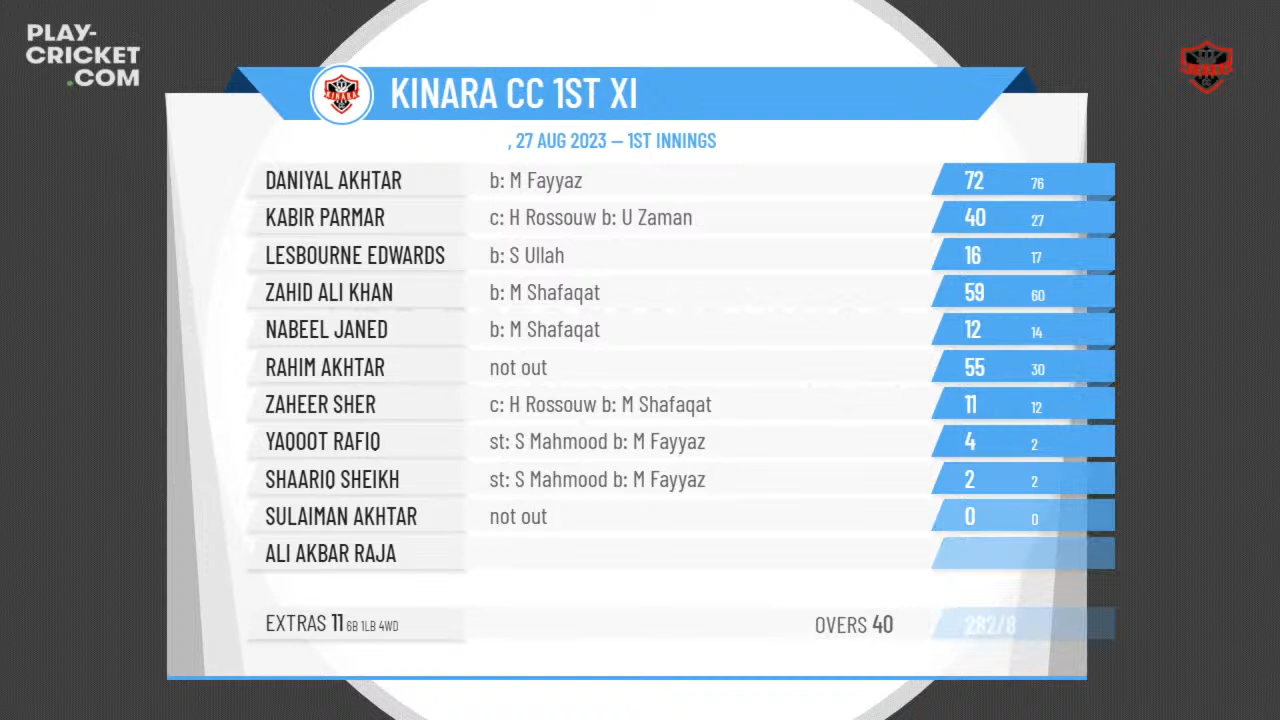 PLAY-
CRICKET
.COM
KINARA CC 1ST XI
, 27 AUG 2023 – 1ST INNINGS
DANIYAL AKHTAR b: M Fayyaz 72 76
KABIR PARMAR c: H Rossouw b: U Zaman 40 27
LESBOURNE EDWARDS b: S Ullah 16 17
ZAHID ALI KHAN b: M Shafaqat 59 60
NABEEL JANED b: M Shafaqat 12 14
RAHIM AKHTAR not out 55 30
ZAHEER SHER c: H Rossouw b: M Shafaqat 11 12
YAQOOT RAFIQ st: S Mahmood b: M Fayyaz 4 2
SHAARIQ SHEIKH st: S Mahmood b: M Fayyaz 2 2
SULAIMAN AKHTAR not out 0 0
ALI AKBAR RAJA
EXTRAS 11 6B 1LB 4WD OVERS 40 282/8